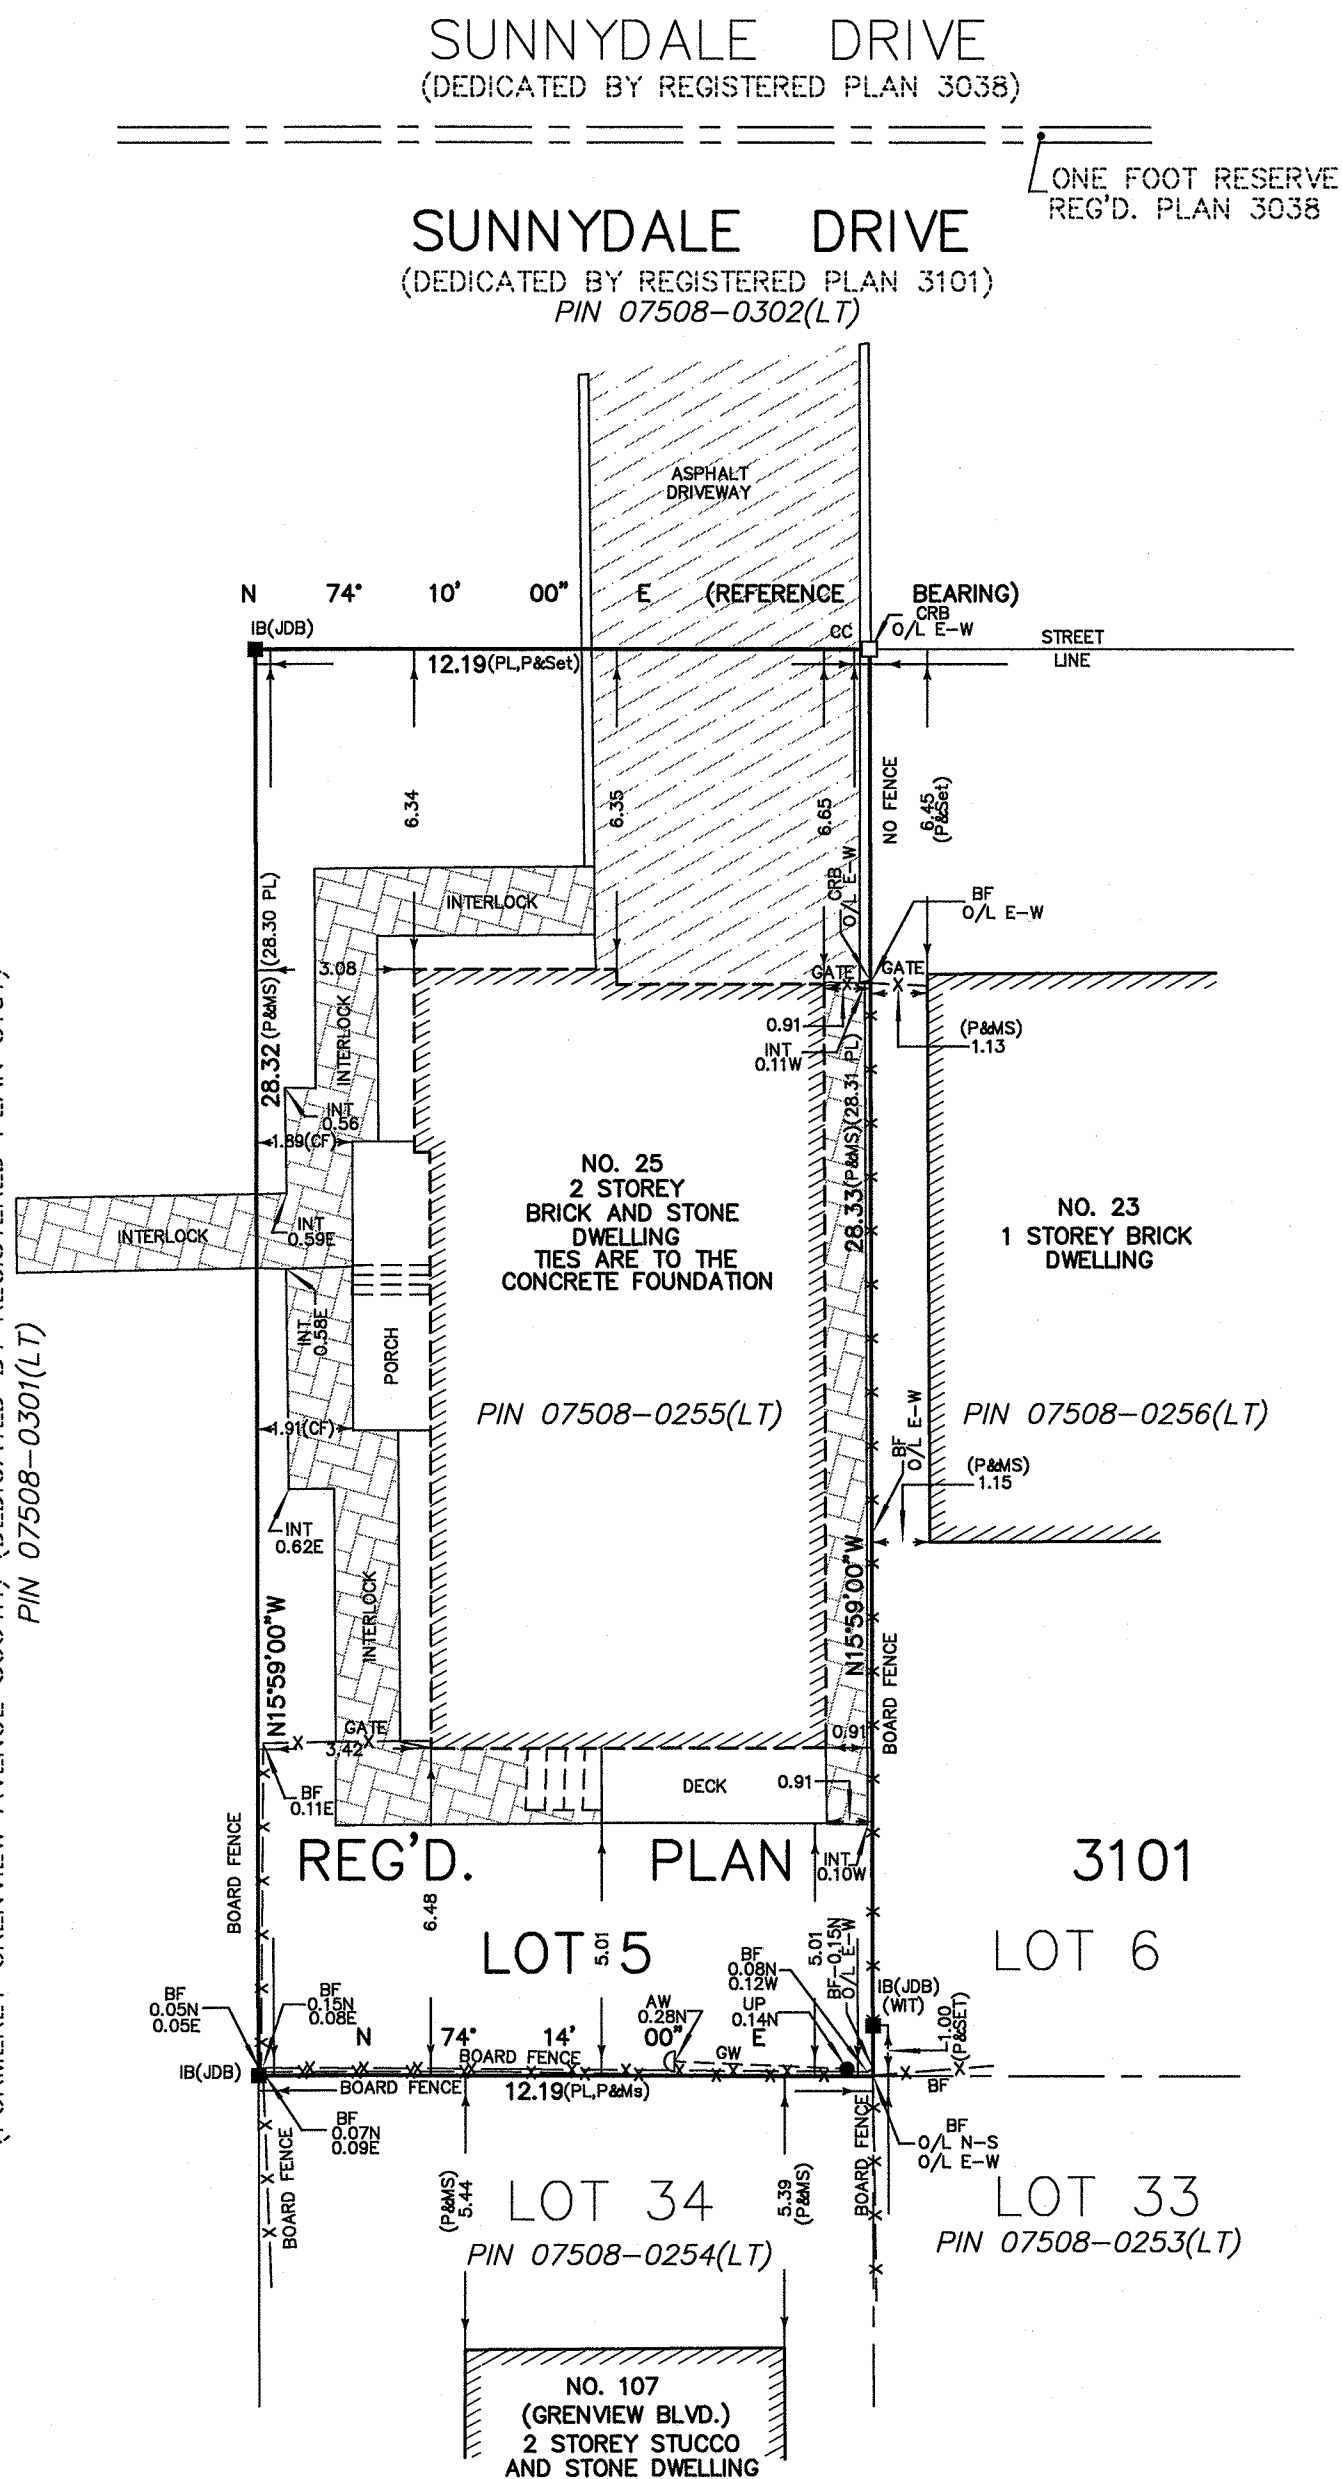 SUNNYDALE DRIVE
(DEDICATED BY REGISTERED PLAN 3038)
ONE FOOT RESERVE
REG'D. PLAN 3038
SUNNYDALE DRIVE
(DEDICATED BY REGISTERED PLAN 3101)
PIN 07508-0302(LT)
ASPHALT
DRIVEWAY
N 74° 10' 00" E (REFERENCE BEARING)
IB(JDB)
CC
CRB
O/L E-W
STREET
LINE
12.19(PL,P&Set)
6.34
6.35
6.65
NO FENCE
6.45
(P&Set)
CRB
O/L E-W
BF
O/L E-W
INTERLOCK
28.32(P&MS)(28.30 PL)
3.08
INTERLOCK
GATE
GATE
0.91
INT
0.11W
(P&MS)
1.13
INT
0.56
1.89(CF)
28.33(P&MS)(28.31 PL)
NO. 25
2 STOREY
BRICK AND STONE
DWELLING
TIES ARE TO THE
CONCRETE FOUNDATION
NO. 23
1 STOREY BRICK
DWELLING
INTERLOCK
INT
0.59E
INT
0.58E
PORCH
PIN 07508-0301(LT)
1.91(CF)
PIN 07508-0255(LT)
BF
O/L E-W
PIN 07508-0256(LT)
(P&MS)
1.15
INT
0.62E
N15°59'00"W
INTERLOCK
N15°59'00"W
BOARD FENCE
GATE
3.42
0.91
BF
0.11E
DECK
0.91
BOARD FENCE
REG'D. PLAN 3101
INT
0.10W
6.48
5.01
5.01
LOT 5
LOT 6
BF
0.08N
0.12W
BF-0.15N
O/L E-W
IB(JDB)
(WIT)
1.00
(P&SET)
BF
0.05N
0.05E
BF
0.15N
0.08E
AW
0.28N
UP
0.14N
N 74° 14' 00" E
BOARD FENCE
GW
IB(JDB)
BOARD FENCE
12.19(PL,P&Ms)
BF
BF
0.07N
0.09E
BF
O/L N-S
O/L E-W
BOARD FENCE
BOARD FENCE
(P&MS)
5.44
5.39
(P&MS)
LOT 34
PIN 07508-0254(LT)
LOT 33
PIN 07508-0253(LT)
NO. 107
(GRENVIEW BLVD.)
2 STOREY STUCCO
AND STONE DWELLING